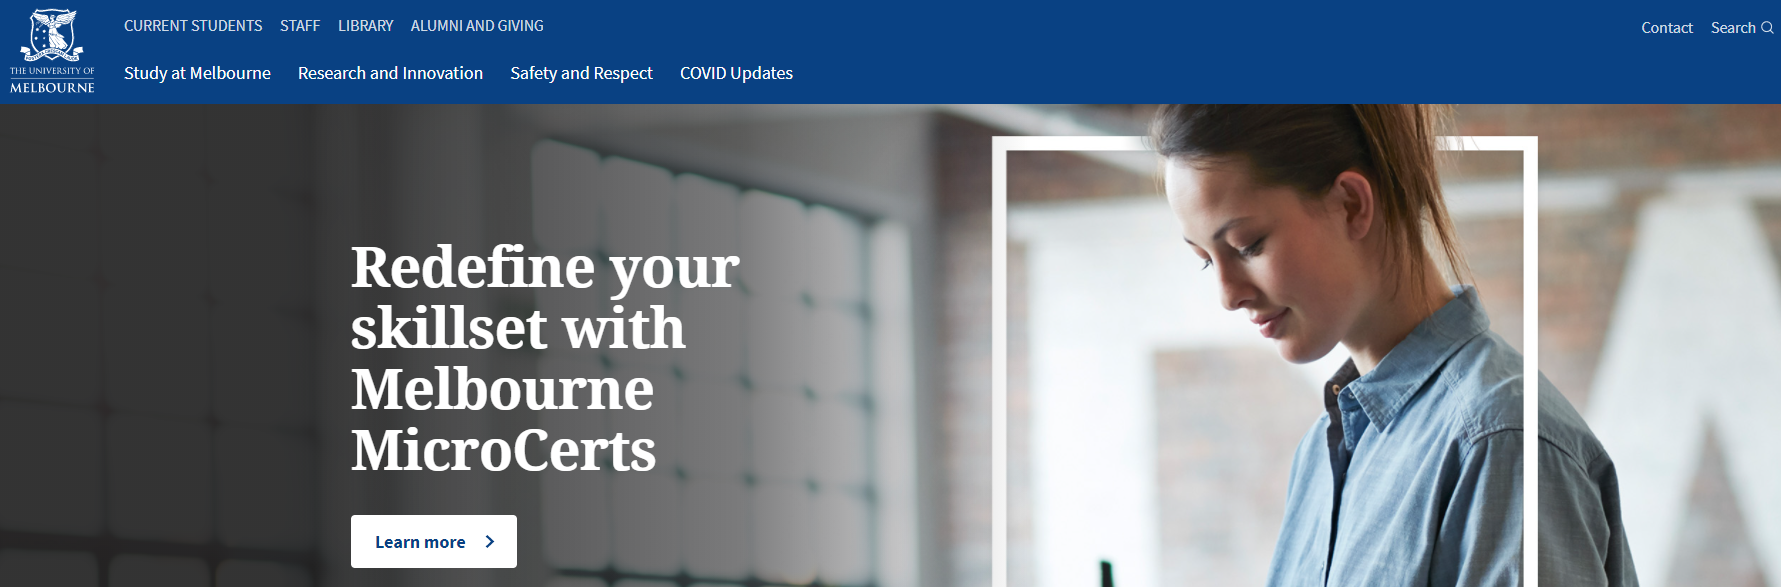 CURRENT STUDENTS STAFF LIBRARY ALUMNI AND GIVING
Contact Search
THE UNIVERSITY OF
MELBOURNE
Study at Melbourne Research and Innovation Safety and Respect COVID Updates
Redefine your
skillset with
Melbourne
MicroCerts
Learn more